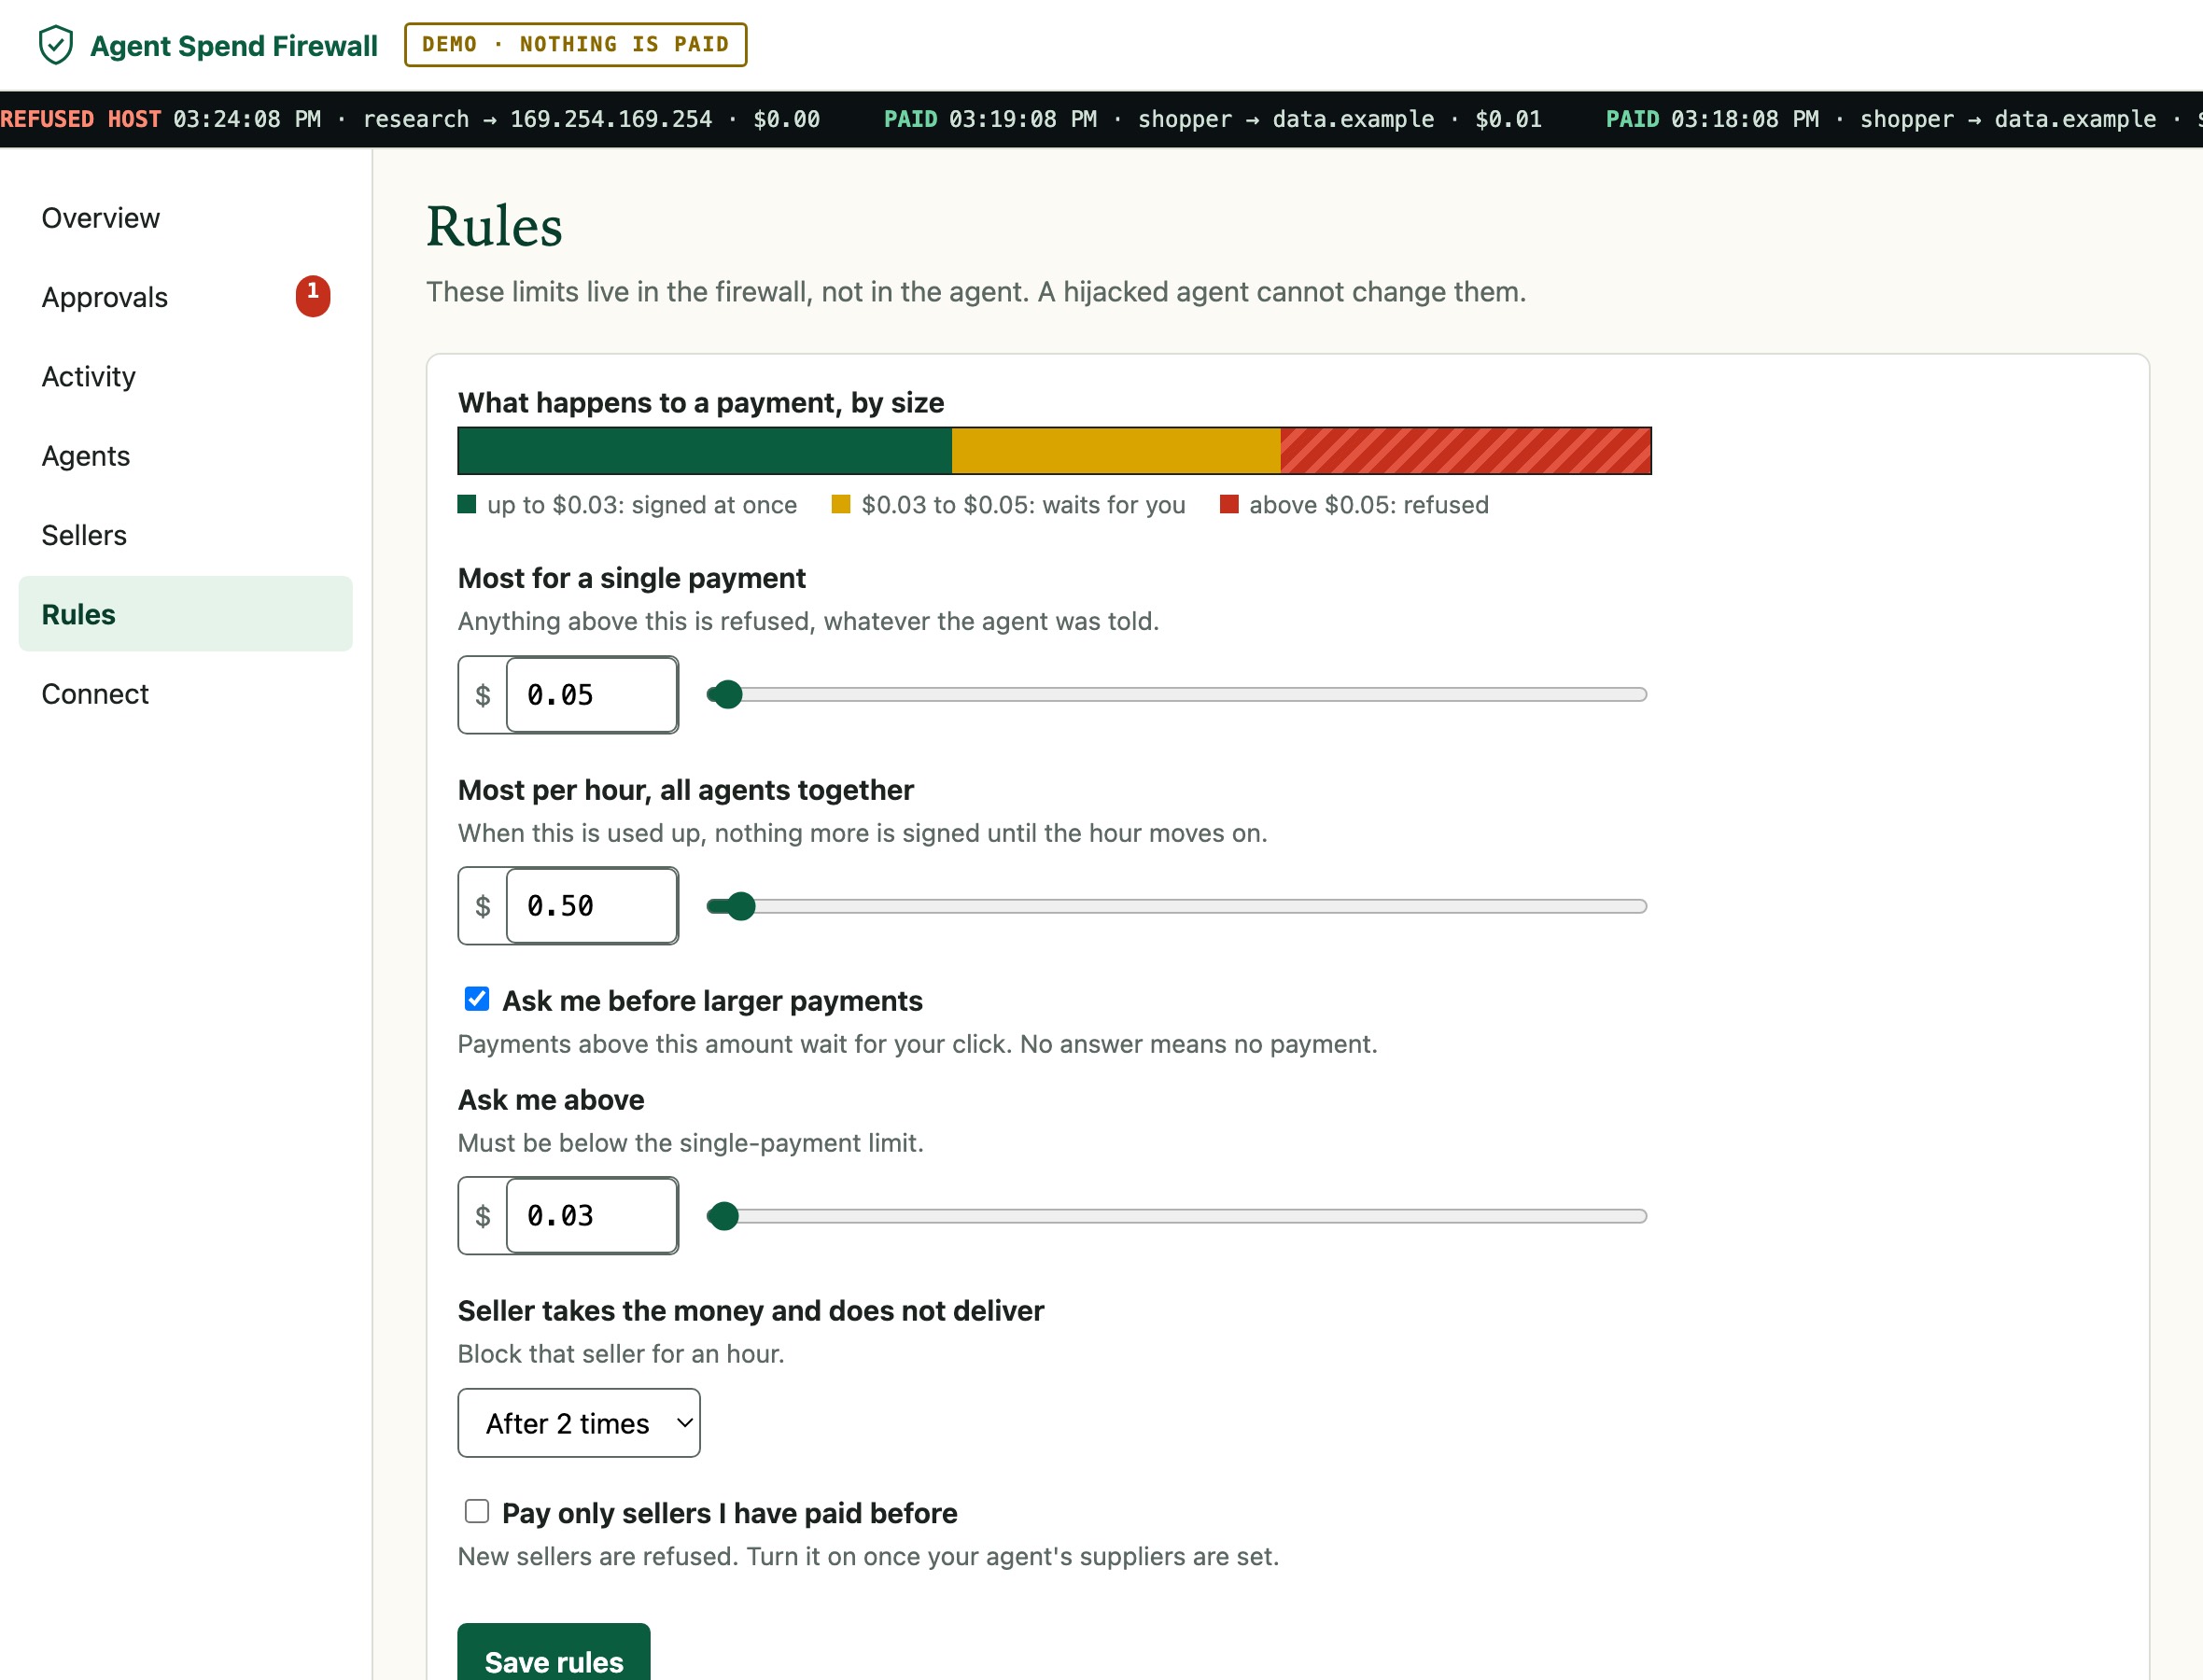 Agent Spend Firewall
DEMO · NOTHING IS PAID
REFUSED HOST 03:24:08 PM · research → 169.254.169.254 · $0.00 PAID 03:19:08 PM · shopper → data.example · $0.01 PAID 03:18:08 PM · shopper → data.example ·
Overview
Approvals 1
Activity
Agents
Sellers
Rules
Connect
Rules
These limits live in the firewall, not in the agent. A hijacked agent cannot change them.
What happens to a payment, by size
up to $0.03: signed at once $0.03 to $0.05: waits for you above $0.05: refused
Most for a single payment
Anything above this is refused, whatever the agent was told.
$ 0.05
Most per hour, all agents together
When this is used up, nothing more is signed until the hour moves on.
$ 0.50
Ask me before larger payments
Payments above this amount wait for your click. No answer means no payment.
Ask me above
Must be below the single-payment limit.
$ 0.03
Seller takes the money and does not deliver
Block that seller for an hour.
After 2 times
Pay only sellers I have paid before
New sellers are refused. Turn it on once your agent's suppliers are set.
Save rules